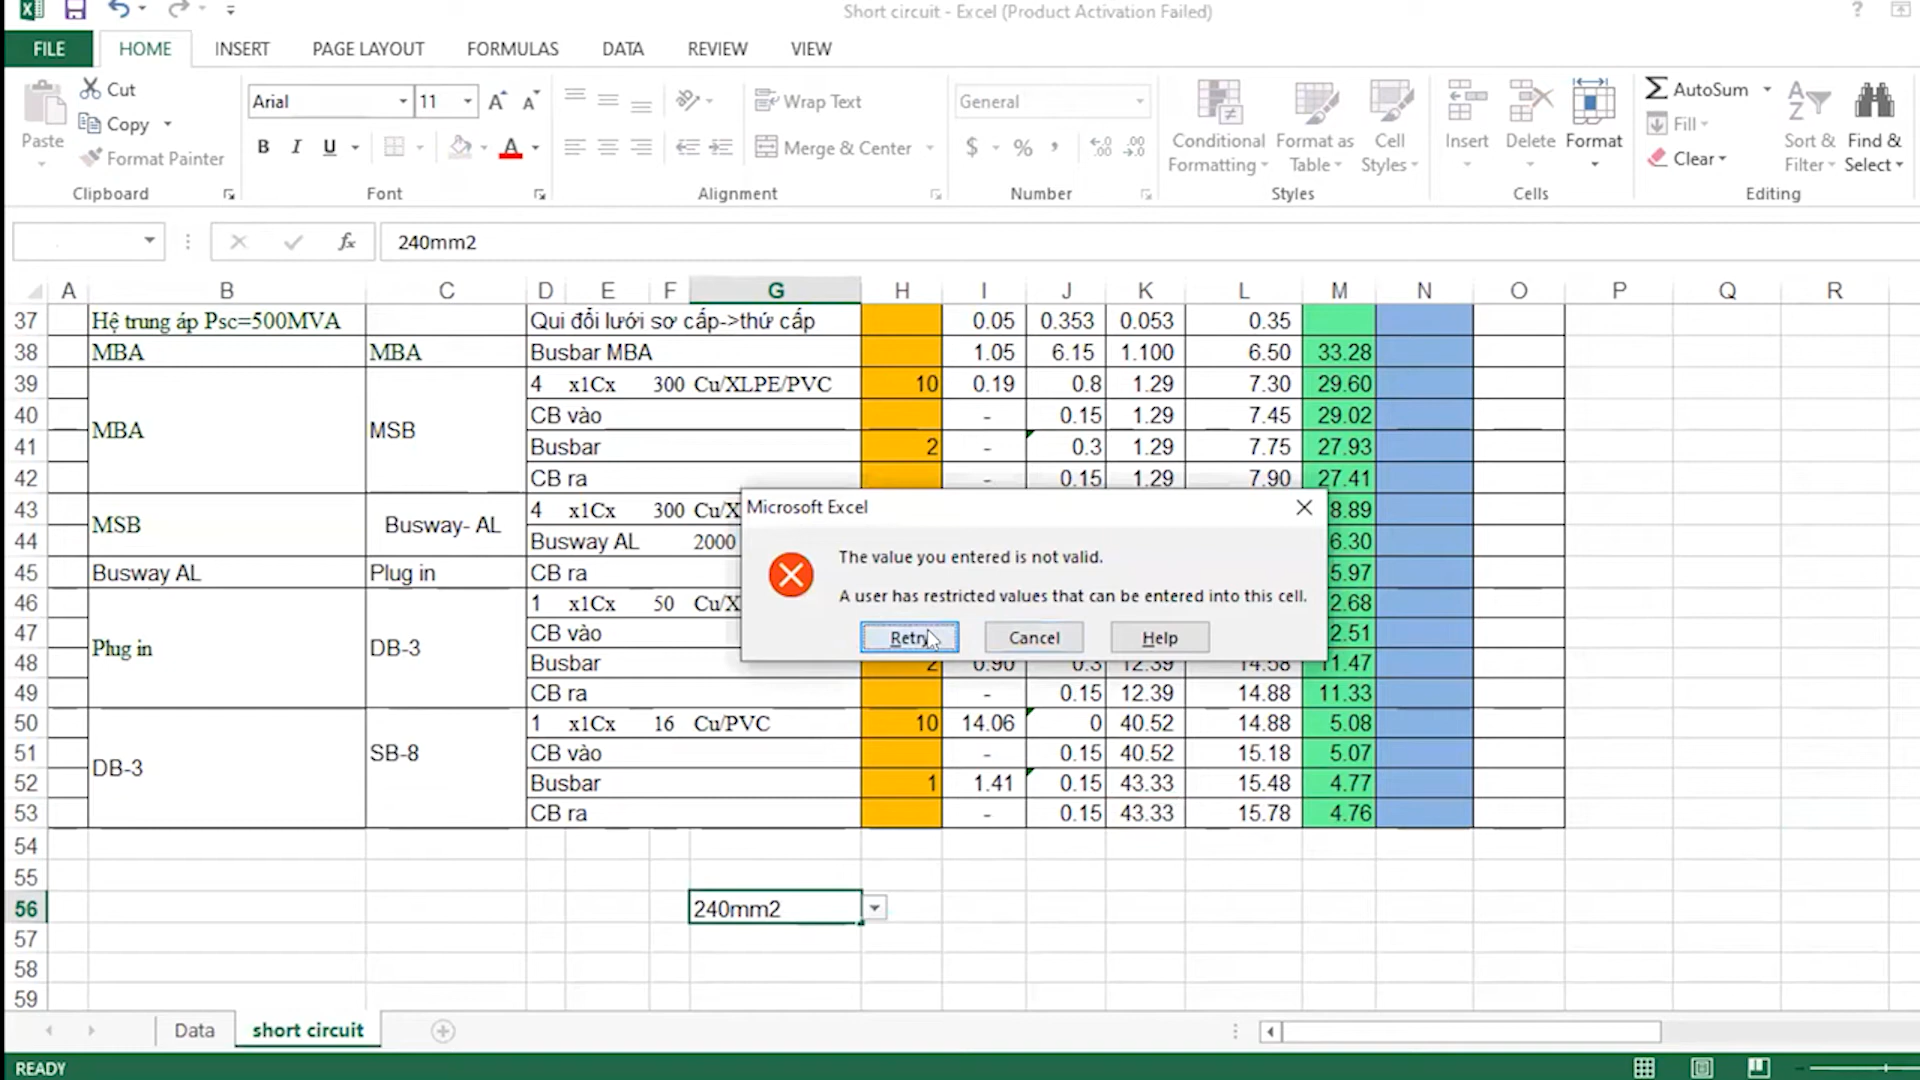 Short circuit - Excel (Product Activation Failed)
FILE HOME INSERT PAGE LAYOUT FORMULAS DATA REVIEW VIEW
Paste
Cut
Copy
Format Painter
Clipboard
Arial 11
B I U A
Font
Wrap Text
Merge & Center
Alignment
General
$ % ,
Number
Conditional Formatting
Format as Table
Cell Styles
Styles
Insert Delete Format
Cells
AutoSum
Fill
Clear
Sort & Filter
Find & Select
Editing
fx 240mm2
A B C D E F G H I J K L M N O P Q R
37 Hệ trung áp Psc=500MVA Qui đổi lưới sơ cấp->thứ cấp 0.05 0.353 0.053 0.35
38 MBA MBA Busbar MBA 1.05 6.15 1.100 6.50 33.28
39 4 x1Cx 300 Cu/XLPE/PVC 10 0.19 0.8 1.29 7.30 29.60
40 MBA MSB CB vào - 0.15 1.29 7.45 29.02
41 Busbar 2 - 0.3 1.29 7.75 27.93
42 CB ra - 0.15 1.29 7.90 27.41
43 MSB Busway- AL 4 x1Cx 300 Cu/X 8.89
44 Busway AL 2000 6.30
45 Busway AL Plug in CB ra 5.97
46 1 x1Cx 50 Cu/X 2.68
47 Plug in DB-3 CB vào 2.51
48 Busbar 2 0.90 0.3 12.39 14.58 11.47
49 CB ra - 0.15 12.39 14.88 11.33
50 1 x1Cx 16 Cu/PVC 10 14.06 0 40.52 14.88 5.08
51 DB-3 SB-8 CB vào - 0.15 40.52 15.18 5.07
52 Busbar 1 1.41 0.15 43.33 15.48 4.77
53 CB ra - 0.15 43.33 15.78 4.76
54
55
56 240mm2
57
58
59
Microsoft Excel
The value you entered is not valid.
A user has restricted values that can be entered into this cell.
Retry Cancel Help
Data short circuit
READY